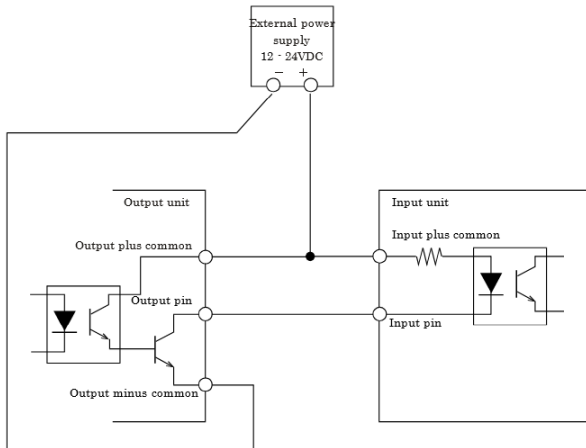 External power
supply
12 - 24VDC
− +
Output unit
Input unit
Output plus common
Input plus common
Output pin
Input pin
Output minus common